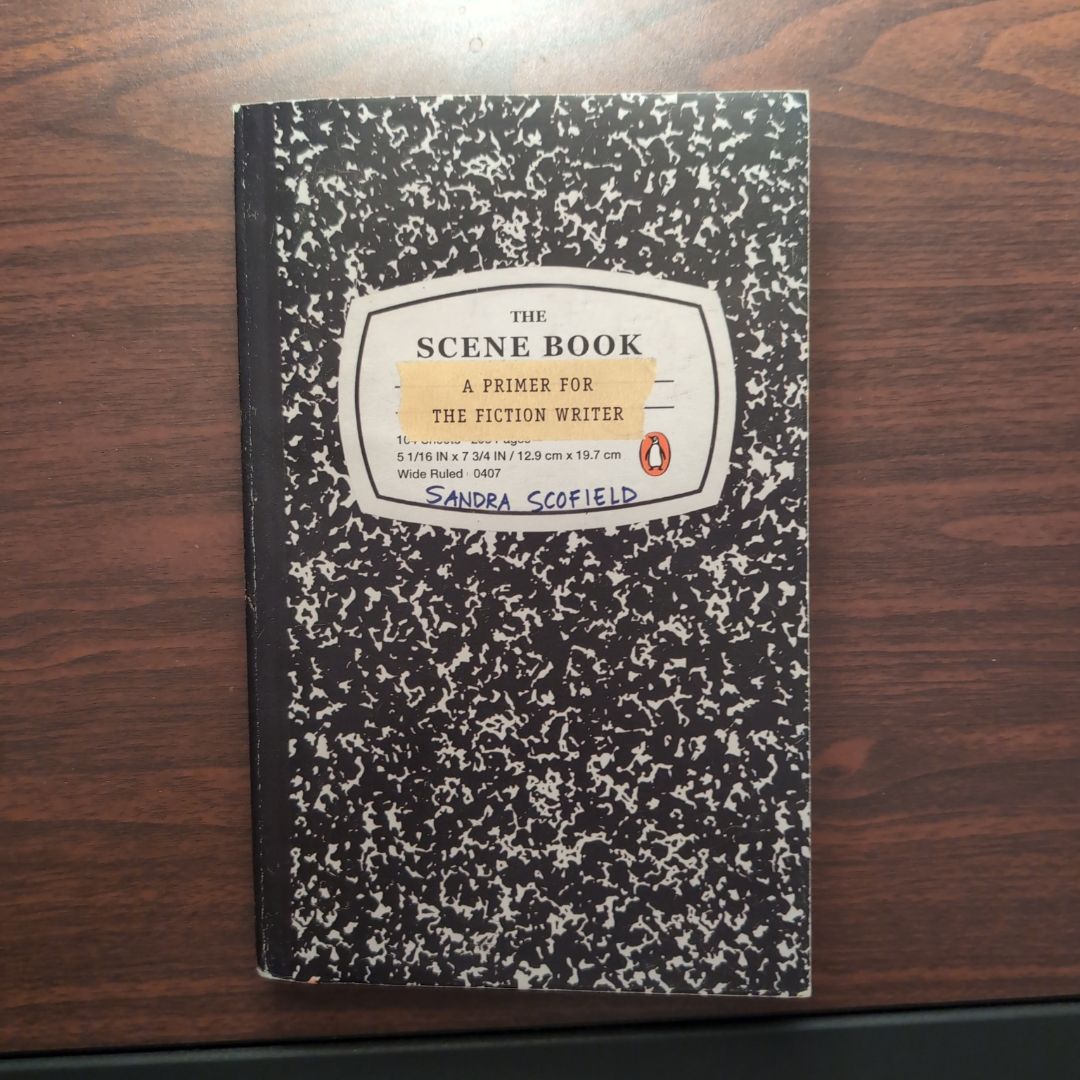 THE
SCENE BOOK
A PRIMER FOR
THE FICTION WRITER
5 1/16 IN x 7 3/4 IN / 12.9 cm x 19.7 cm
Wide Ruled 0407
SANDRA SCOFIELD